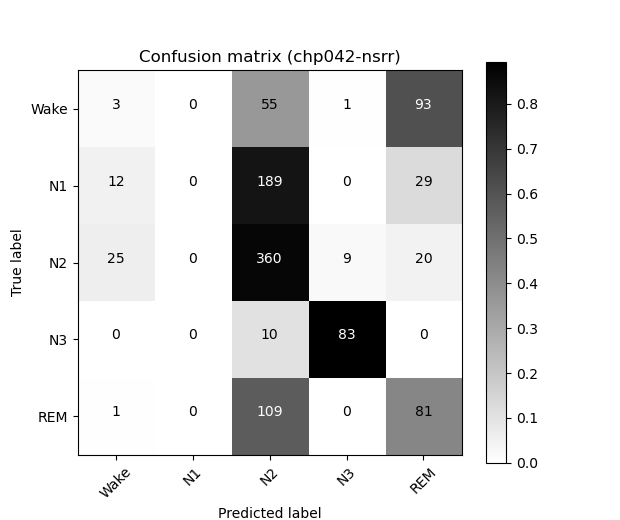 Confusion matrix (chp042-nsrr)
True label
Wake 3 0 55 1 93
N1 12 0 189 0 29
N2 25 0 360 9 20
N3 0 0 10 83 0
REM 1 0 109 0 81
Wake N1 N2 N3 REM
Predicted label
0.8
0.7
0.6
0.5
0.4
0.3
0.2
0.1
0.0